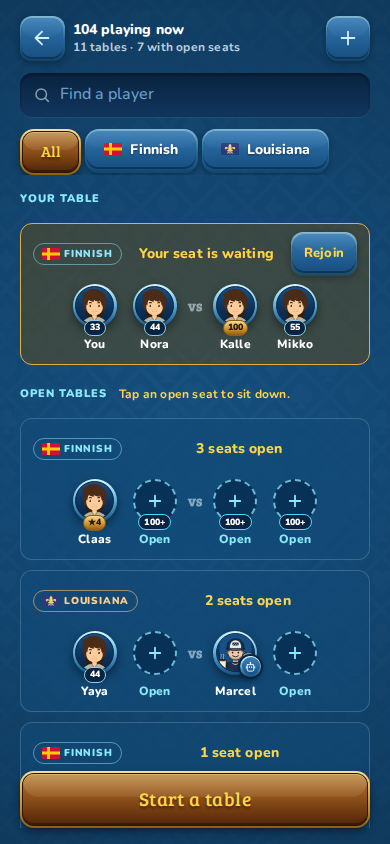 104 playing now
11 tables · 7 with open seats
Find a player
All
Finnish
Louisiana
YOUR TABLE
FINNISH
Your seat is waiting
Rejoin
33
44
vs
100
55
You
Nora
Kalle
Mikko
OPEN TABLES
Tap an open seat to sit down.
FINNISH
3 seats open
vs
★4
100+
100+
100+
Claas
Open
Open
Open
LOUISIANA
2 seats open
vs
44
Yaya
Open
Marcel
Open
FINNISH
1 seat open
Start a table